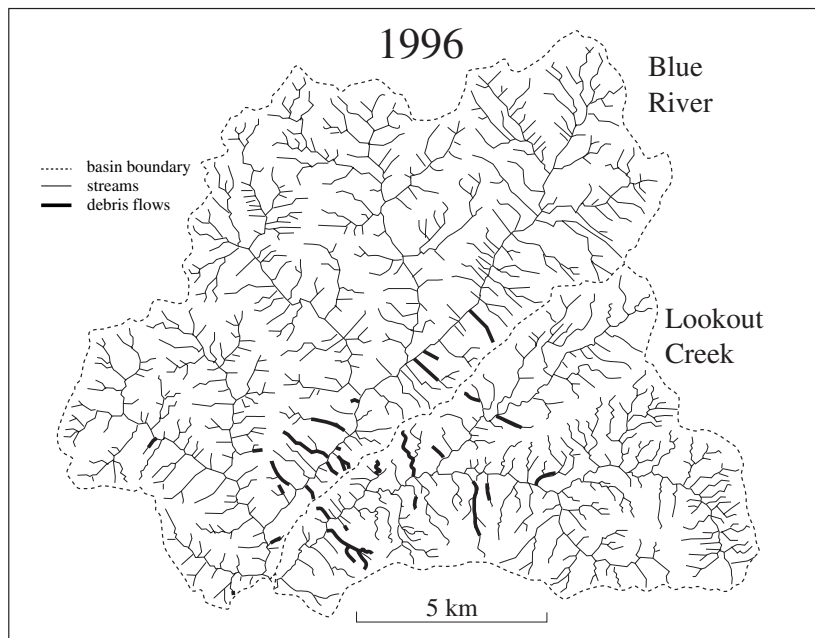 1996
Blue
River
basin boundary
streams
debris flows
Lookout
Creek
5 km